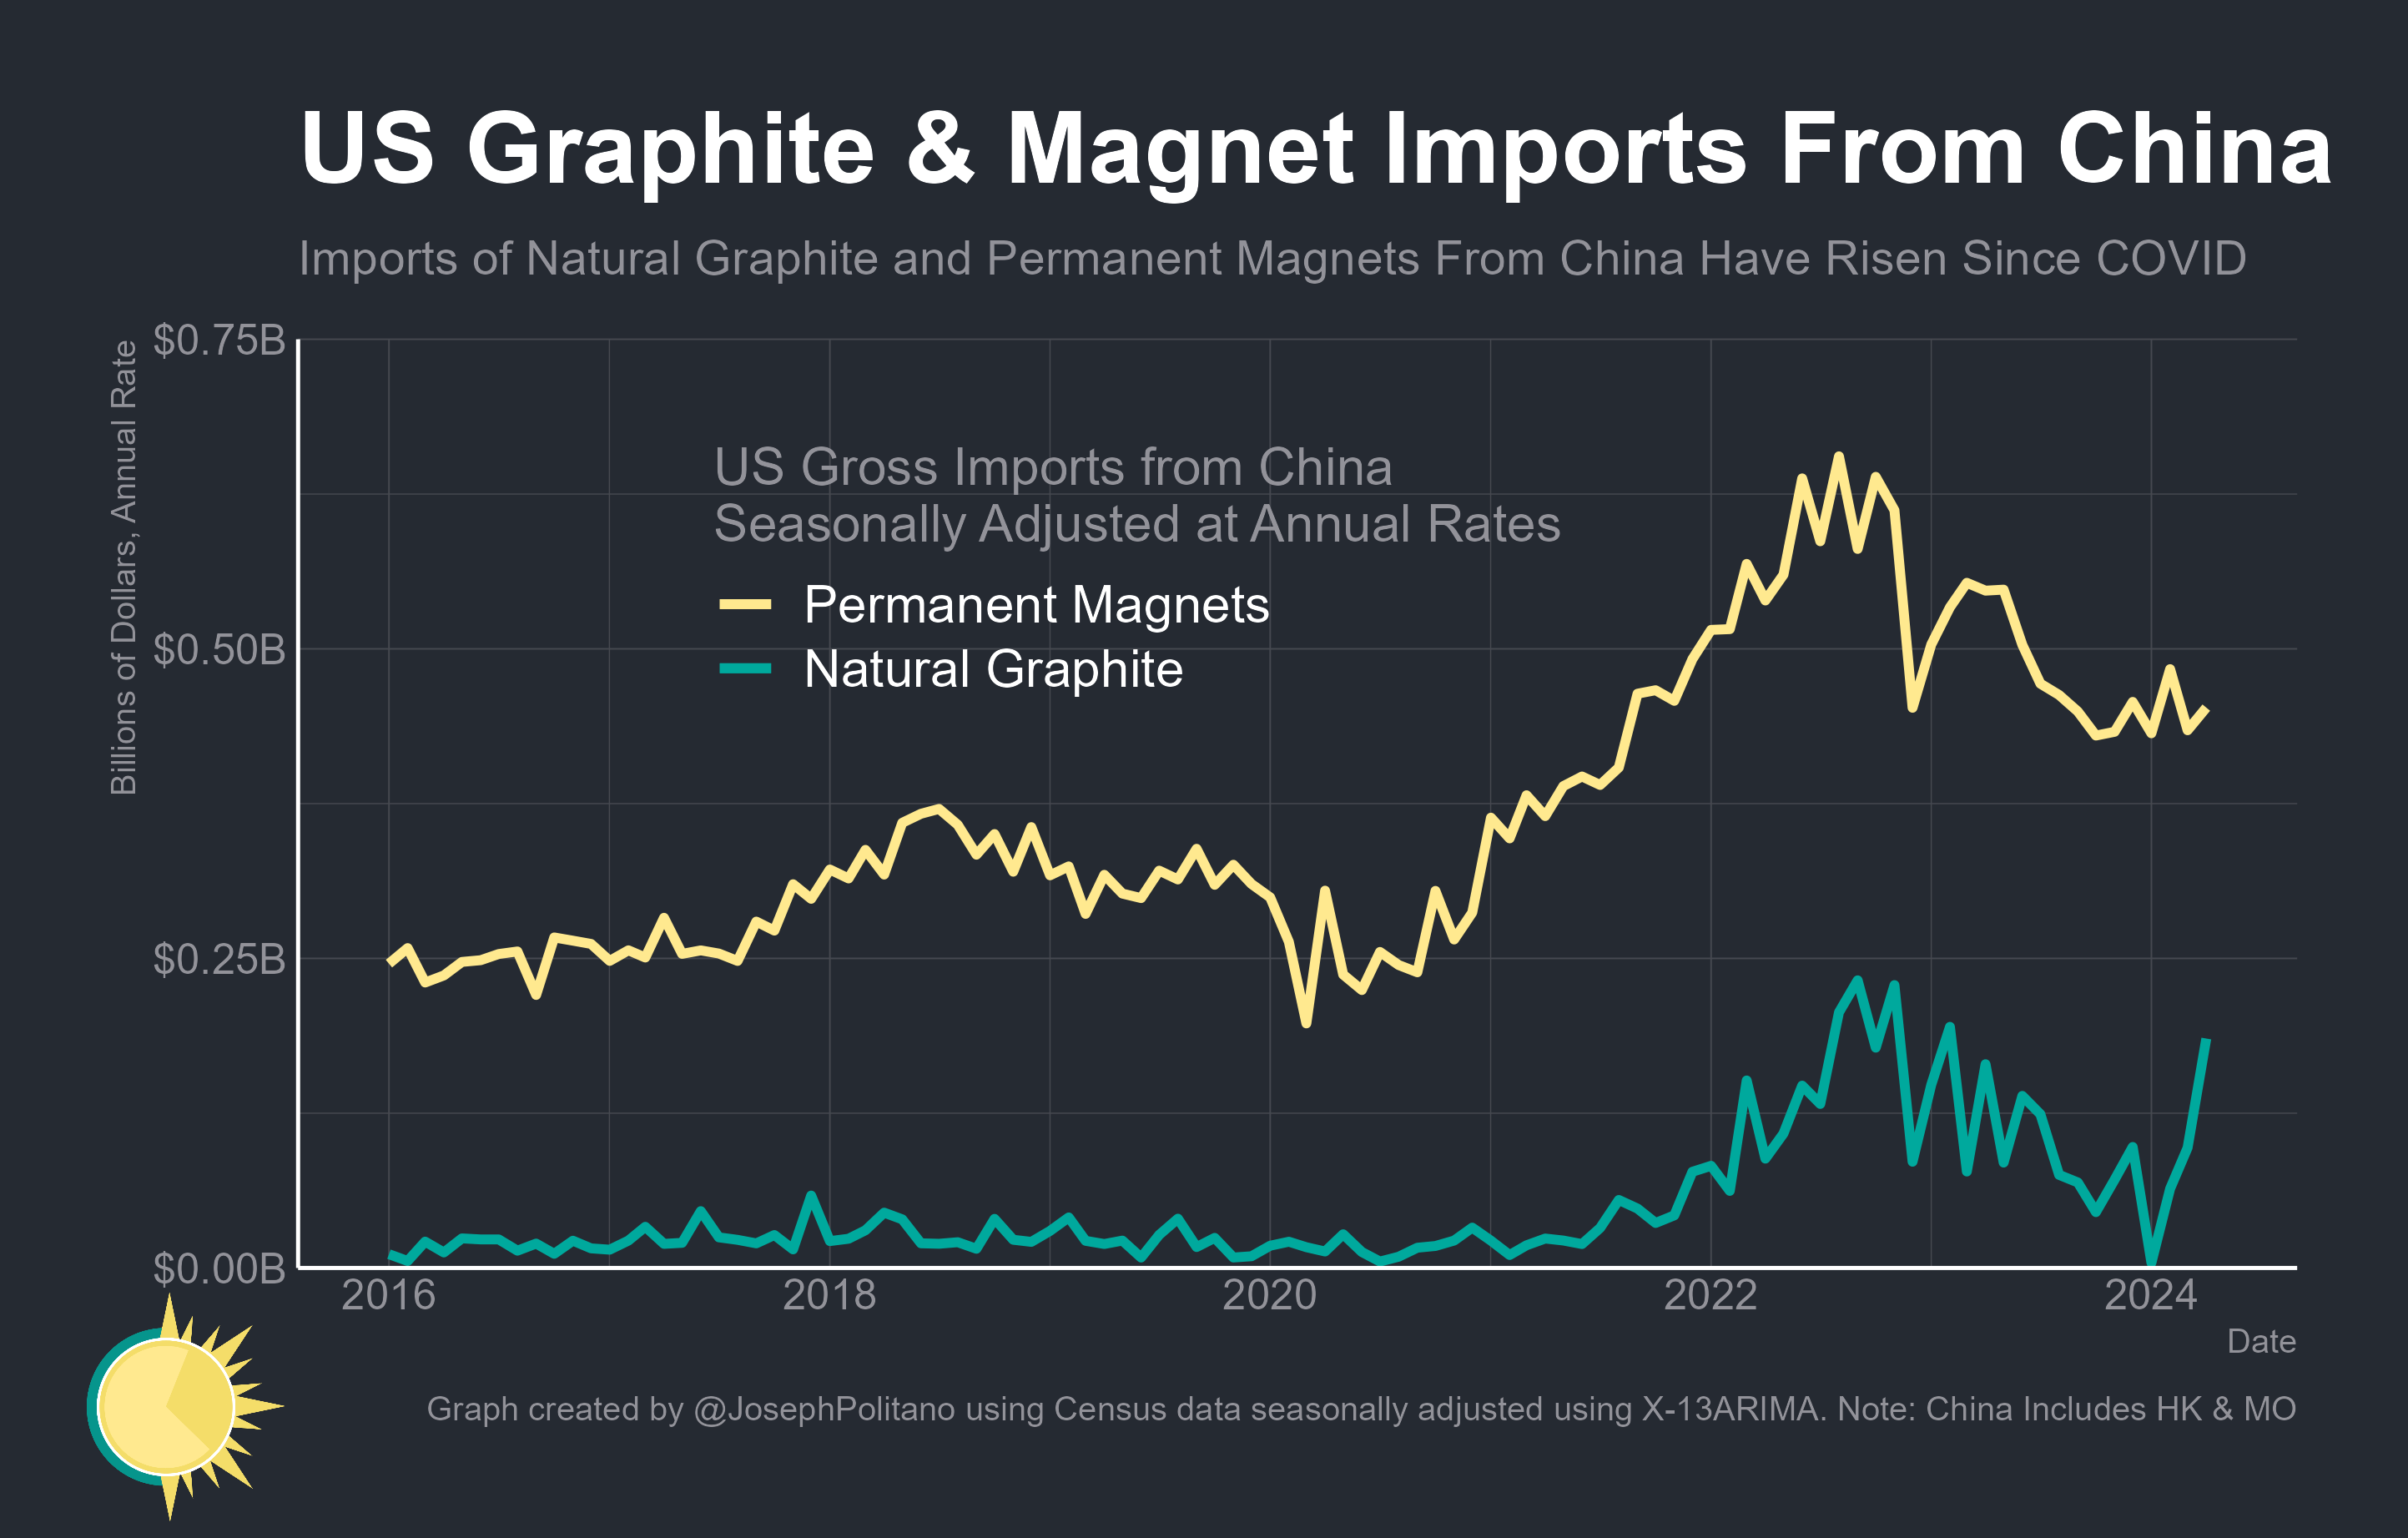 US Graphite & Magnet Imports From China
Imports of Natural Graphite and Permanent Magnets From China Have Risen Since COVID
Billions of Dollars, Annual Rate
$0.75B
$0.50B
$0.25B
$0.00B
US Gross Imports from China
Seasonally Adjusted at Annual Rates
Permanent Magnets
Natural Graphite
2016 2018 2020 2022 2024
Date
Graph created by @JosephPolitano using Census data seasonally adjusted using X-13ARIMA. Note: China Includes HK & MO